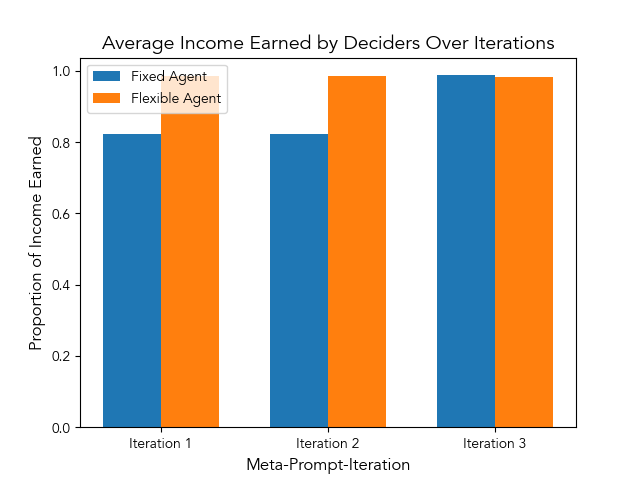 Average Income Earned by Deciders Over Iterations
Fixed Agent
Flexible Agent
Proportion of Income Earned
1.0
0.8
0.6
0.4
0.2
0.0
Iteration 1
Iteration 2
Iteration 3
Meta-Prompt-Iteration